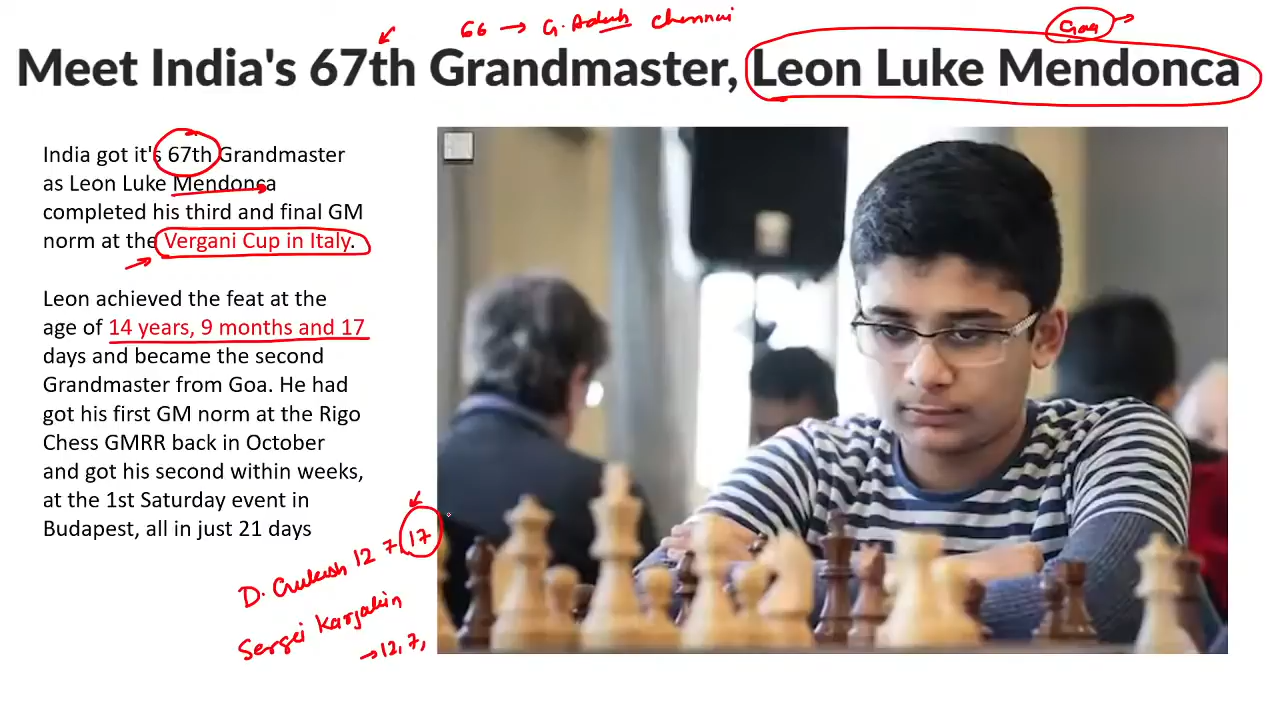 66 → G. Adash Chennai
Goa →
Meet India's 67th Grandmaster, Leon Luke Mendonca
India got it's 67th Grandmaster
as Leon Luke Mendonca
completed his third and final GM
norm at the Vergani Cup in Italy.
Leon achieved the feat at the
age of 14 years, 9 months and 17
days and became the second
Grandmaster from Goa. He had
got his first GM norm at the Rigo
Chess GMRR back in October
and got his second within weeks,
at the 1st Saturday event in
Budapest, all in just 21 days
D. Gukesh 12 7, 17
Sergei Karjakin
→ 12, 7,